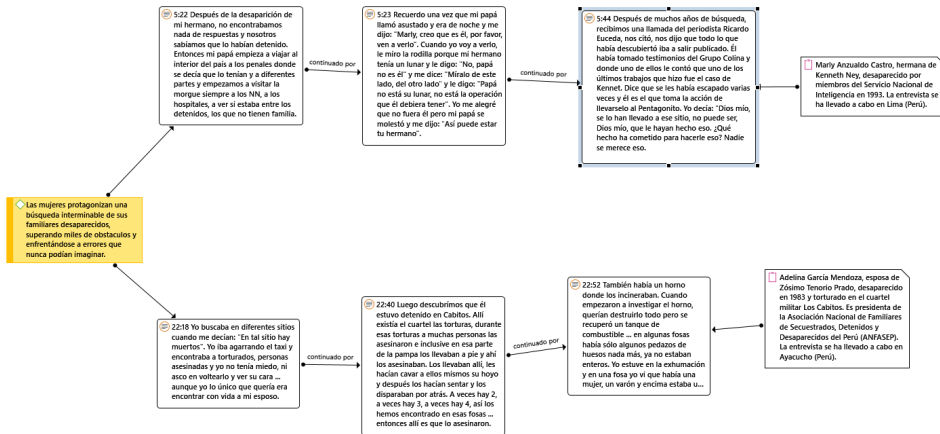 5:22 Después de la desaparición de
mi hermano, no encontrabamos
nada de respuestas y nosotros
sabíamos que lo habían detenido.
Entonces mi papá empieza a viajar al
interior del país a los penales donde
se decía que lo tenían y a diferentes
partes y empezamos a visitar la
morgue siempre a los NN, a los
hospitales, a ver si estaba entre los
detenidos, los que no tienen familia.
continuado por
5:23 Recuerdo una vez que mi papá
llamó asustado y era de noche y me
dijo: "Marly, creo que es él, por favor,
ven a verlo". Cuando yo voy a verlo,
le miro la rodilla porque mi hermano
tenía un lunar y le digo: "No, papá
no es él" y me dice: "Míralo de este
lado, del otro lado" y le digo: "Papá
no está su lunar, no está la operación
que él debiera tener". Yo me alegré
que no fuera él pero mi papá se
molestó y me dijo: "Así puede estar
tu hermano".
continuado por
5:44 Después de muchos años de búsqueda,
recibimos una llamada del periodista Ricardo
Euceda, nos citó, nos dijo que todo lo que
había descubierto iba a salir publicado. Él
había tomado testimonios del Grupo Colina y
donde uno de ellos le contó que uno de los
últimos trabajos que hizo fue el caso de
Kennet. Dice que se les había escapado varias
veces y él es el que toma la acción de
llevarselo al Pentagonito. Yo decía: "Dios mío,
se lo han llevado a ese sitio, no puede ser,
Dios mío, que le hayan hecho eso. ¿Qué
hecho ha cometido para hacerle eso? Nadie
se merece eso.
Marly Anzualdo Castro, hermana de
Kenneth Ney, desaparecido por
miembros del Servicio Nacional de
Inteligencia en 1993. La entrevista se
ha llevado a cabo en Lima (Perú).
Las mujeres protagonizan una
búsqueda interminable de sus
familiares desaparecidos,
superando miles de obstaculos y
enfrentándose a errores que
nunca podían imaginar.
22:18 Yo buscaba en diferentes sitios
cuando me decían: "En tal sitio hay
muertos". Yo iba agarrando el taxi y
encontraba a torturados, personas
asesinadas y yo no tenía miedo, ni
asco en voltearlo y ver su cara ...
aunque yo lo único que quería era
encontrar con vida a mi esposo.
continuado por
22:40 Luego descubrímos que él
estuvo detenido en Cabitos. Allí
existía el cuartel las torturas, durante
esas torturas a muchas personas las
asesinaron e inclusive en esa parte
de la pampa los llevaban a pie y ahí
los asesinaban. Los llevaban allí, les
hacían cavar a ellos mismos su hoyo
y después los hacían sentar y los
disparaban por atrás. A veces hay 2,
a veces hay 3, a veces hay 4, así los
hemos encontrado en esas fosas ...
entonces allí es que lo asesinaron.
continuado por
22:52 También había un horno
donde los incineraban. Cuando
empezaron a investigar el horno,
querían destruirlo todo pero se
recuperó un tanque de
combustible ... en algunas fosas
había sólo algunos pedazos de
huesos nada más, ya no estaban
enteros. Yo estuve en la exhumación
y en una fosa yo ví que había una
mujer, un varón y encima estaba u...
Adelina García Mendoza, esposa de
Zósimo Tenorio Prado, desaparecido
en 1983 y torturado en el cuartel
militar Los Cabitos. Es presidenta de
la Asociación Nacional de Familiares
de Secuestrados, Detenidos y
Desaparecidos del Perú (ANFASEP).
La entrevista se ha llevado a cabo en
Ayacucho (Perú).